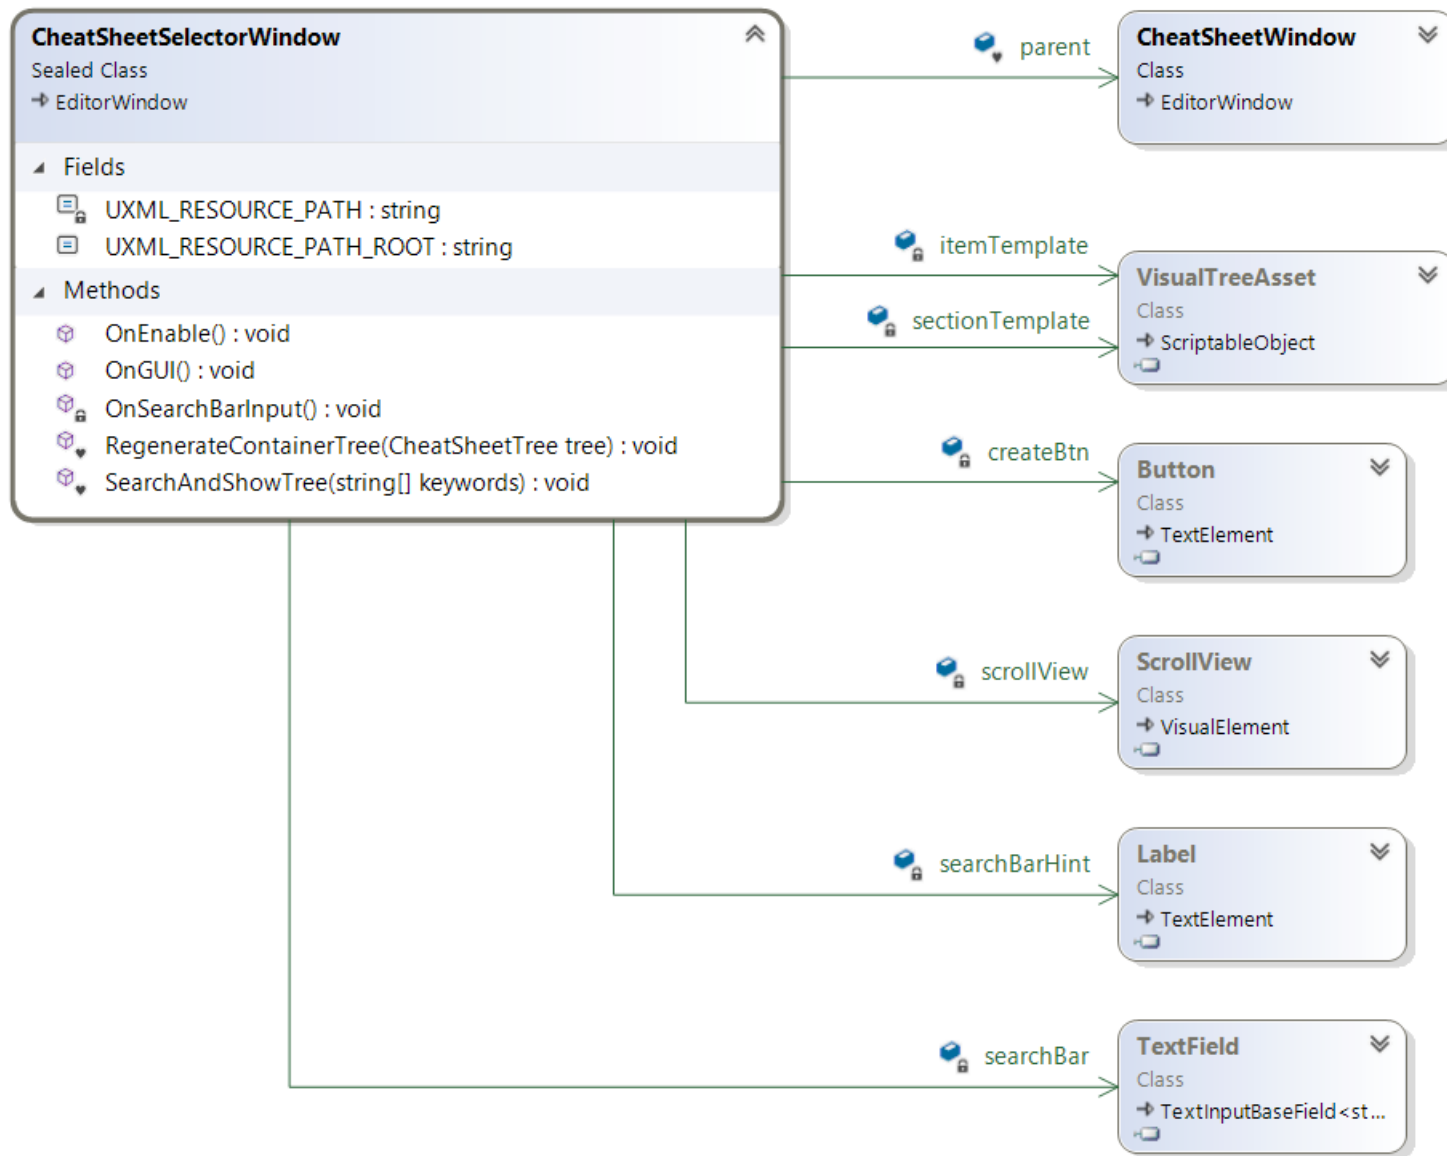 CheatSheetSelectorWindow
Sealed Class
EditorWindow
Fields
UXML_RESOURCE_PATH : string
UXML_RESOURCE_PATH_ROOT : string
Methods
OnEnable() : void
OnGUI() : void
OnSearchBarInput() : void
RegenerateContainerTree(CheatSheetTree tree) : void
SearchAndShowTree(string[] keywords) : void
parent
CheatSheetWindow
Class
EditorWindow
itemTemplate
sectionTemplate
VisualTreeAsset
Class
ScriptableObject
createBtn
Button
Class
TextElement
scrollView
ScrollView
Class
VisualElement
searchBarHint
Label
Class
TextElement
searchBar
TextField
Class
TextInputBaseField<st...